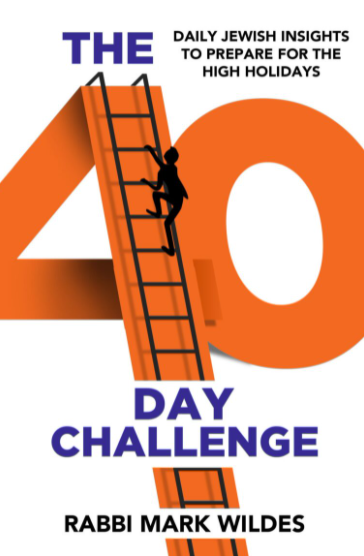 THE
DAILY JEWISH INSIGHTS
TO PREPARE FOR THE
HIGH HOLIDAYS
40
DAY
CHALLENGE
RABBI MARK WILDES